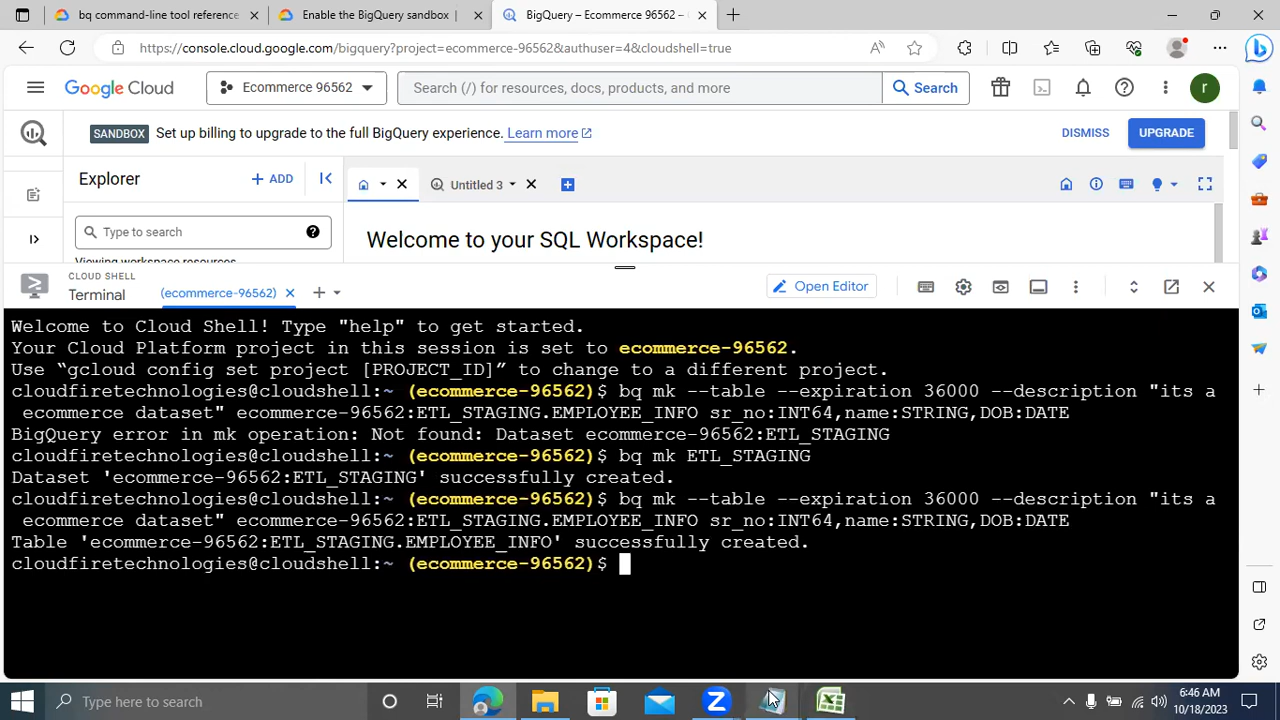 bq command-line tool reference
Enable the BigQuery sandbox |
BigQuery – Ecommerce 96562 –
https://console.cloud.google.com/bigquery?project=ecommerce-96562&authuser=4&cloudshell=true
Google Cloud
Ecommerce 96562
Search (/) for resources, docs, products, and more
Search
r
SANDBOX Set up billing to upgrade to the full BigQuery experience. Learn more
DISMISS
UPGRADE
Explorer
+ ADD
Untitled 3
Type to search
Viewing workspace resources.
Welcome to your SQL Workspace!
CLOUD SHELL
Terminal
(ecommerce-96562)
Open Editor
Welcome to Cloud Shell! Type "help" to get started.
Your Cloud Platform project in this session is set to ecommerce-96562.
Use “gcloud config set project [PROJECT_ID]” to change to a different project.
cloudfiretechnologies@cloudshell:~ (ecommerce-96562)$ bq mk --table --expiration 36000 --description "its a
ecommerce dataset" ecommerce-96562:ETL_STAGING.EMPLOYEE_INFO sr_no:INT64,name:STRING,DOB:DATE
BigQuery error in mk operation: Not found: Dataset ecommerce-96562:ETL_STAGING
cloudfiretechnologies@cloudshell:~ (ecommerce-96562)$ bq mk ETL_STAGING
Dataset 'ecommerce-96562:ETL_STAGING' successfully created.
cloudfiretechnologies@cloudshell:~ (ecommerce-96562)$ bq mk --table --expiration 36000 --description "its a
ecommerce dataset" ecommerce-96562:ETL_STAGING.EMPLOYEE_INFO sr_no:INT64,name:STRING,DOB:DATE
Table 'ecommerce-96562:ETL_STAGING.EMPLOYEE_INFO' successfully created.
cloudfiretechnologies@cloudshell:~ (ecommerce-96562)$
Type here to search
6:46 AM
10/18/2023